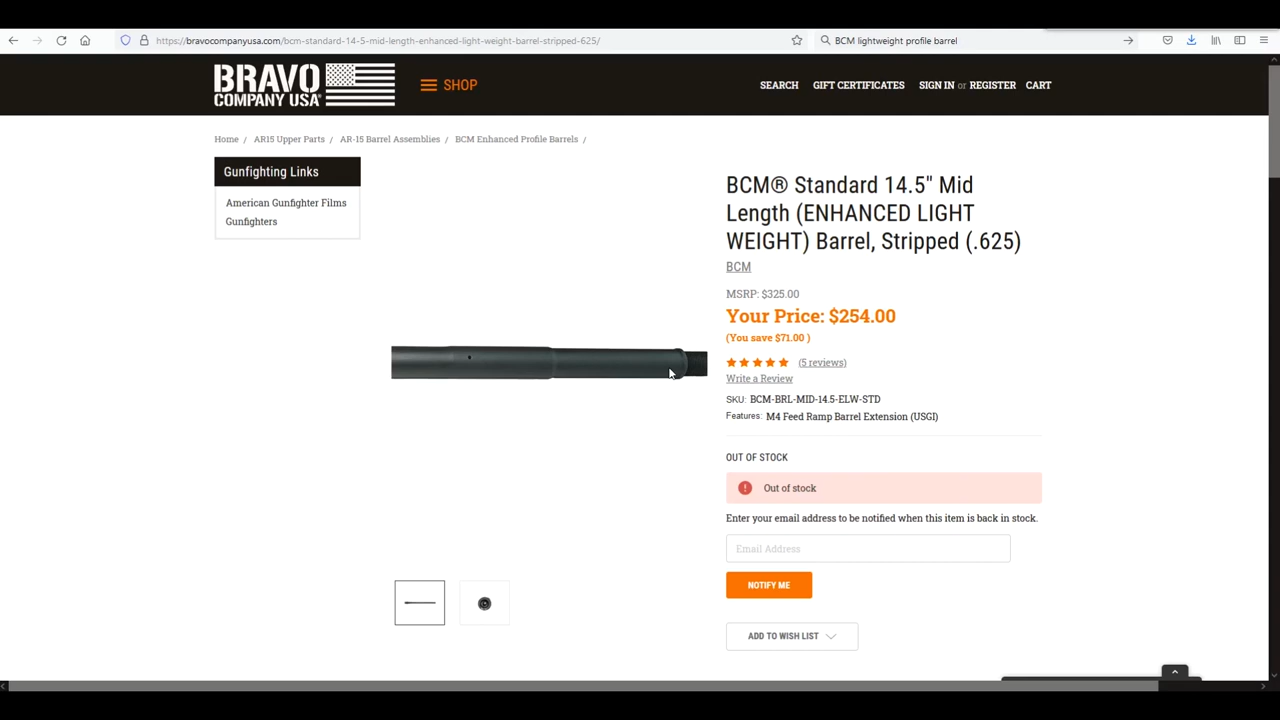 https://bravocompanyusa.com/bcm-standard-14-5-mid-length-enhanced-light-weight-barrel-stripped-625/
BCM lightweight profile barrel
BRAVO
COMPANY USA
SHOP
SEARCH
GIFT CERTIFICATES
SIGN IN or REGISTER
CART
Home / AR15 Upper Parts / AR-15 Barrel Assemblies / BCM Enhanced Profile Barrels /
Gunfighting Links
American Gunfighter Films
Gunfighters
BCM® Standard 14.5" Mid
Length (ENHANCED LIGHT
WEIGHT) Barrel, Stripped (.625)
BCM
MSRP: $325.00
Your Price: $254.00
(You save $71.00 )
(5 reviews)
Write a Review
SKU: BCM-BRL-MID-14.5-ELW-STD
Features: M4 Feed Ramp Barrel Extension (USGI)
OUT OF STOCK
Out of stock
Enter your email address to be notified when this item is back in stock.
Email Address
NOTIFY ME
ADD TO WISH LIST